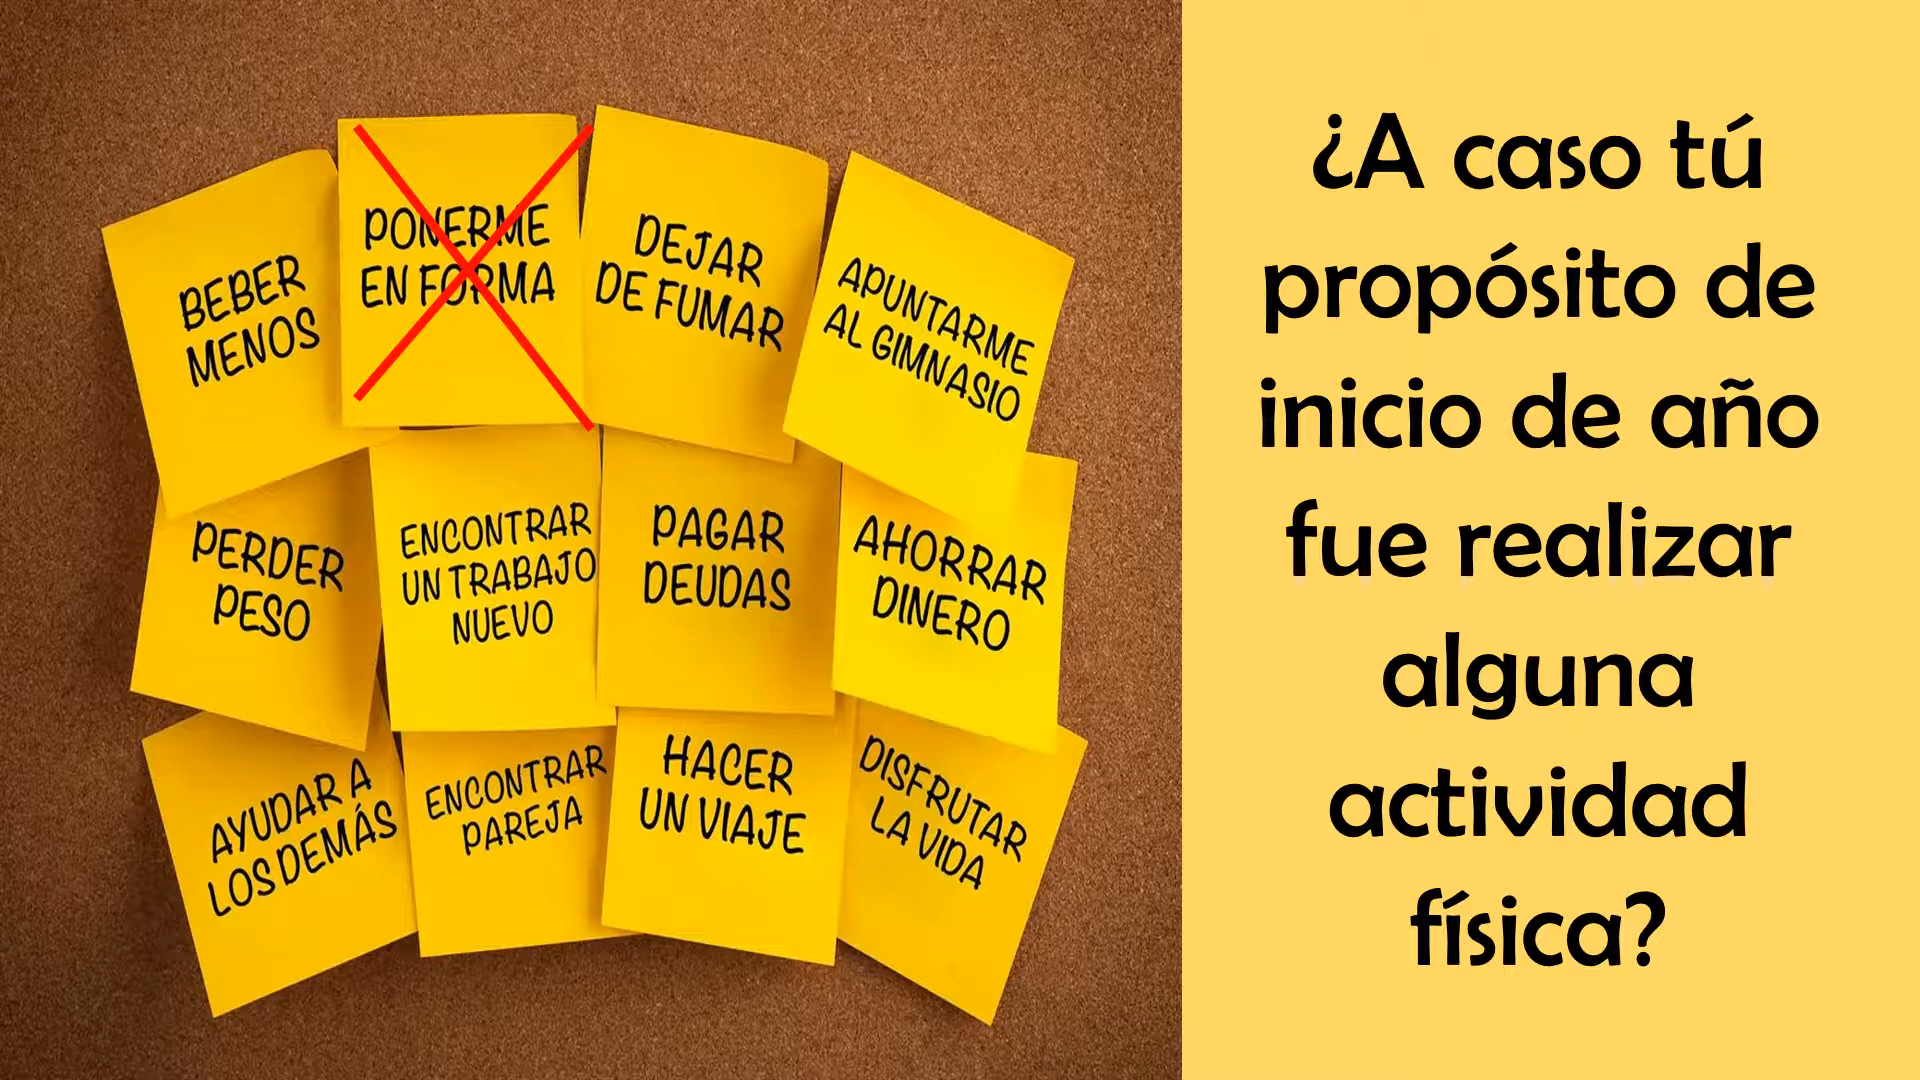 BEBER
MENOS
PONERME
EN FORMA
DEJAR
DE FUMAR
APUNTARME
AL GIMNASIO
PERDER
PESO
ENCONTRAR
UN TRABAJO
NUEVO
PAGAR
DEUDAS
AHORRAR
DINERO
AYUDAR A
LOS DEMÁS
ENCONTRAR
PAREJA
HACER
UN VIAJE
DISFRUTAR
LA VIDA
¿A caso tú
propósito de
inicio de año
fue realizar
alguna
actividad
física?